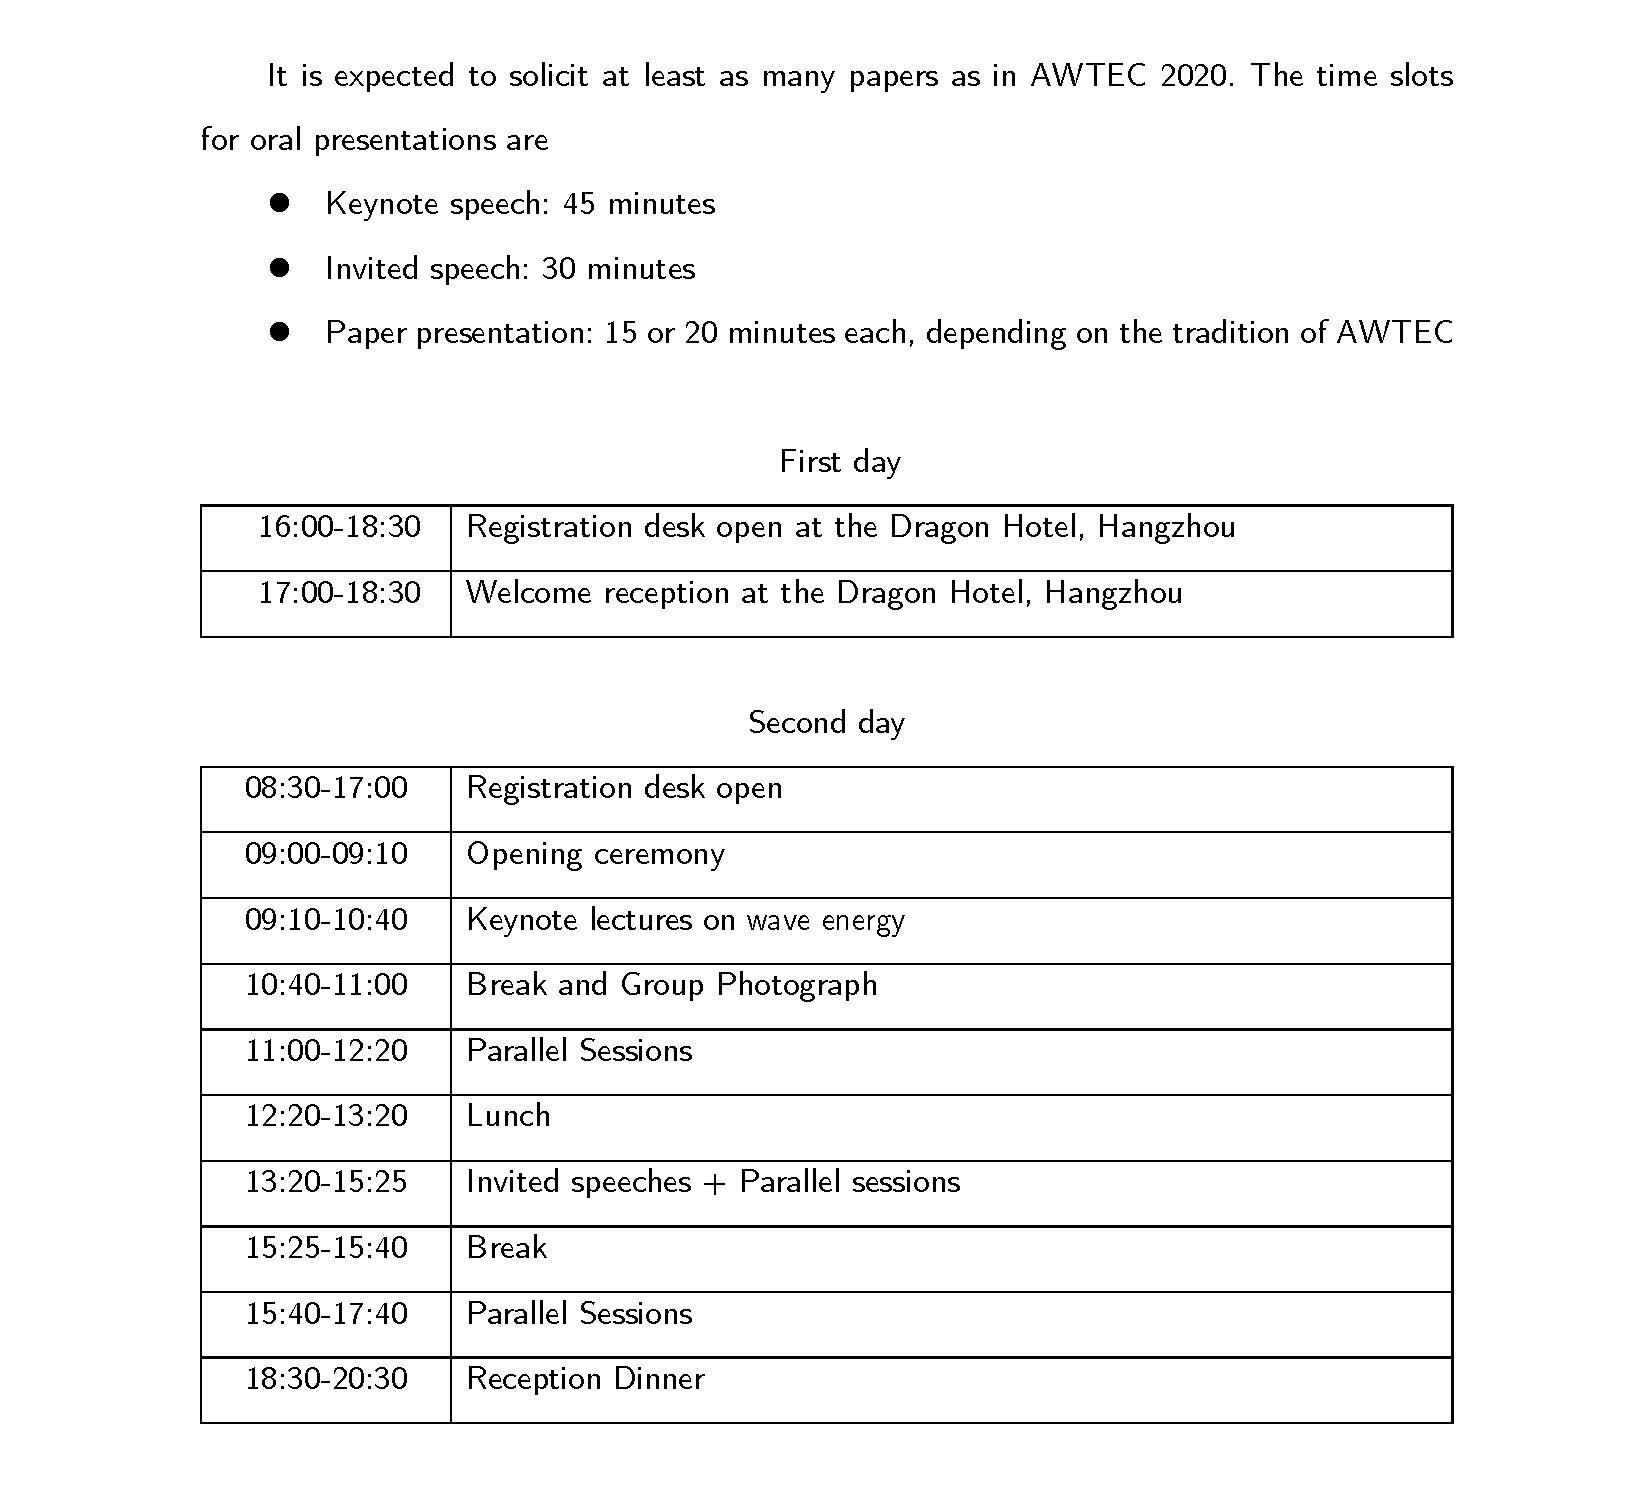 It is expected to solicit at least as many papers as in AWTEC 2020. The time slots
for oral presentations are
● Keynote speech: 45 minutes
● Invited speech: 30 minutes
● Paper presentation: 15 or 20 minutes each, depending on the tradition of AWTEC
First day
16:00-18:30 Registration desk open at the Dragon Hotel, Hangzhou
17:00-18:30 Welcome reception at the Dragon Hotel, Hangzhou
Second day
08:30-17:00 Registration desk open
09:00-09:10 Opening ceremony
09:10-10:40 Keynote lectures on wave energy
10:40-11:00 Break and Group Photograph
11:00-12:20 Parallel Sessions
12:20-13:20 Lunch
13:20-15:25 Invited speeches + Parallel sessions
15:25-15:40 Break
15:40-17:40 Parallel Sessions
18:30-20:30 Reception Dinner